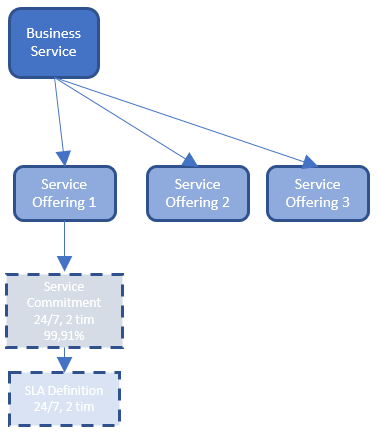 Business
Service
Service
Offering 1
Service
Offering 2
Service
Offering 3
Service
Commitment
24/7, 2 tim
99,91%
SLA Definition
24/7, 2 tim